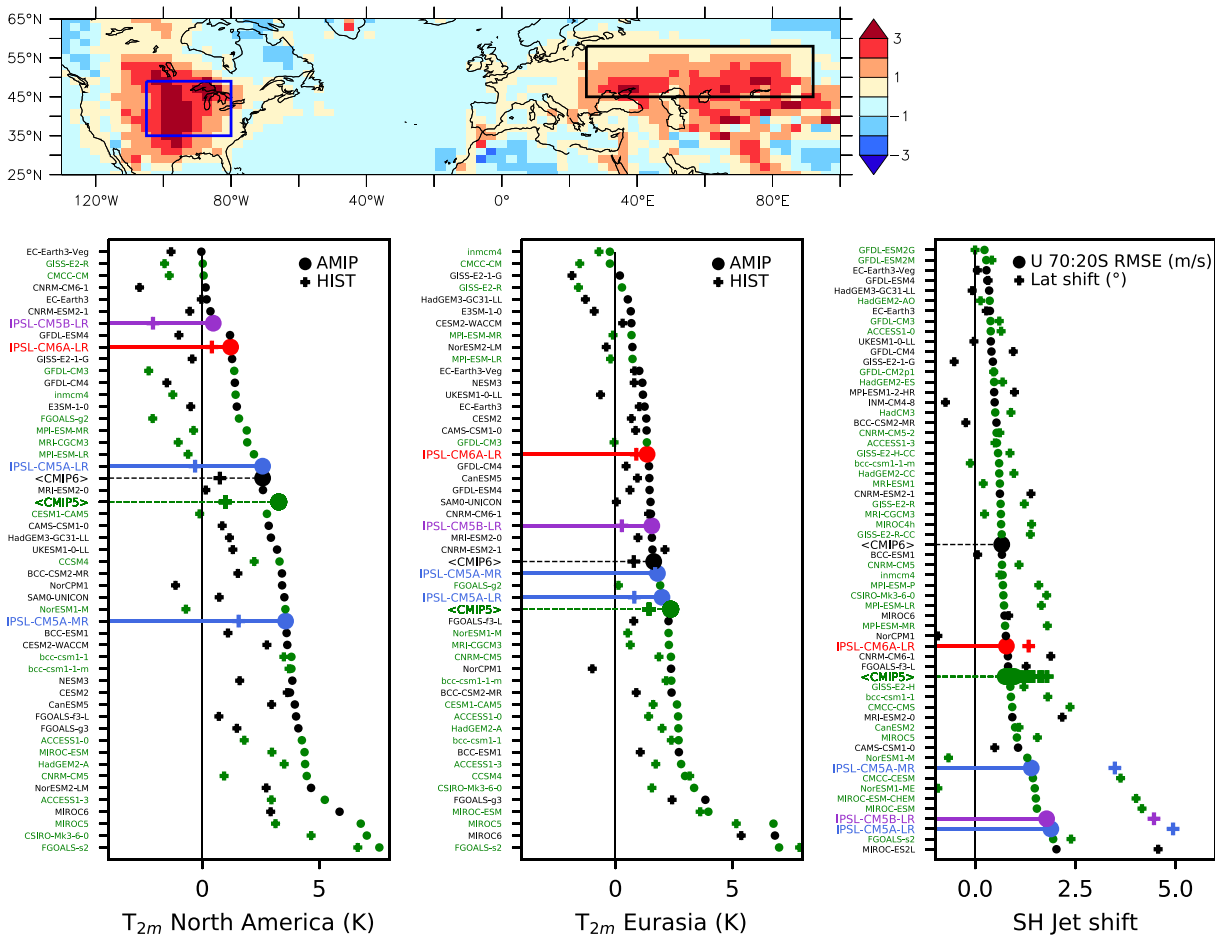 65°N
55°N
45°N
35°N
25°N
120°W
80°W
40°W
0°E
40°E
80°E
3
1
−1
−3
EC-Earth3-Veg
GISS-E2-R
CMCC-CM
CNRM-CM6-1
EC-Earth3
CNRM-ESM2-1
IPSL-CM5B-LR
GFDL-ESM4
IPSL-CM6A-LR
GISS-E2-1-G
GFDL-CM3
GFDL-CM4
inmcm4
E3SM-1-0
FGOALS-g2
MPI-ESM-MR
MRI-CGCM3
MPI-ESM-LR
IPSL-CM5A-LR
<CMIP6>
MRI-ESM2-0
<CMIP5>
CESM1-CAM5
CAMS-CSM1-0
HadGEM3-GC31-LL
UKESM1-0-LL
CCSM4
BCC-CSM2-MR
NorCPM1
SAM0-UNICON
NorESM1-M
IPSL-CM5A-MR
BCC-ESM1
CESM2-WACCM
bcc-csm1-1
bcc-csm1-1-m
NESM3
CESM2
CanESM5
FGOALS-f3-L
FGOALS-g3
ACCESS1-0
MIROC-ESM
HadGEM2-A
CNRM-CM5
NorESM2-LM
ACCESS1-3
MIROC6
MIROC5
CSIRO-Mk3-6-0
FGOALS-s2
AMIP
HIST
0
5
T2m North America (K)
inmcm4
CMCC-CM
GISS-E2-1-G
GISS-E2-R
HadGEM3-GC31-LL
E3SM-1-0
CESM2-WACCM
MPI-ESM-MR
NorESM2-LM
MPI-ESM-LR
EC-Earth3-Veg
NESM3
UKESM1-0-LL
EC-Earth3
CESM2
CAMS-CSM1-0
GFDL-CM3
IPSL-CM6A-LR
GFDL-CM4
CanESM5
GFDL-ESM4
SAM0-UNICON
CNRM-CM6-1
IPSL-CM5B-LR
MRI-ESM2-0
CNRM-ESM2-1
<CMIP6>
IPSL-CM5A-MR
FGOALS-g2
IPSL-CM5A-LR
<CMIP5>
FGOALS-f3-L
NorESM1-M
MRI-CGCM3
CNRM-CM5
NorCPM1
bcc-csm1-1-m
BCC-CSM2-MR
CESM1-CAM5
ACCESS1-0
HadGEM2-A
bcc-csm1-1
BCC-ESM1
ACCESS1-3
CCSM4
CSIRO-Mk3-6-0
FGOALS-g3
MIROC-ESM
MIROC5
MIROC6
FGOALS-s2
AMIP
HIST
0
5
T2m Eurasia (K)
GFDL-ESM2G
GFDL-ESM2M
EC-Earth3-Veg
GFDL-ESM4
HadGEM3-GC31-LL
HadGEM2-AO
EC-Earth3
GFDL-CM3
ACCESS1-0
UKESM1-0-LL
GFDL-CM4
GISS-E2-1-G
GFDL-CM2p1
HadGEM2-ES
MPI-ESM1-2-HR
INM-CM4-8
HadCM3
BCC-CSM2-MR
CNRM-CM5-2
ACCESS1-3
GISS-E2-H-CC
bcc-csm1-1-m
HadGEM2-CC
MRI-ESM1
CNRM-ESM2-1
GISS-E2-R
MRI-CGCM3
MIROC4h
GISS-E2-R-CC
<CMIP6>
BCC-ESM1
CNRM-CM5
inmcm4
MPI-ESM-P
CSIRO-Mk3-6-0
MPI-ESM-LR
MIROC6
MPI-ESM-MR
NorCPM1
IPSL-CM6A-LR
CNRM-CM6-1
FGOALS-f3-L
<CMIP5>
GISS-E2-H
bcc-csm1-1
CMCC-CMS
MRI-ESM2-0
CanESM2
MIROC5
CAMS-CSM1-0
NorESM1-M
IPSL-CM5A-MR
CMCC-CESM
NorESM1-ME
MIROC-ESM-CHEM
MIROC-ESM
IPSL-CM5B-LR
IPSL-CM5A-LR
FGOALS-s2
MIROC-ES2L
U 70:20S RMSE (m/s)
Lat shift (°)
0.0
2.5
5.0
SH Jet shift